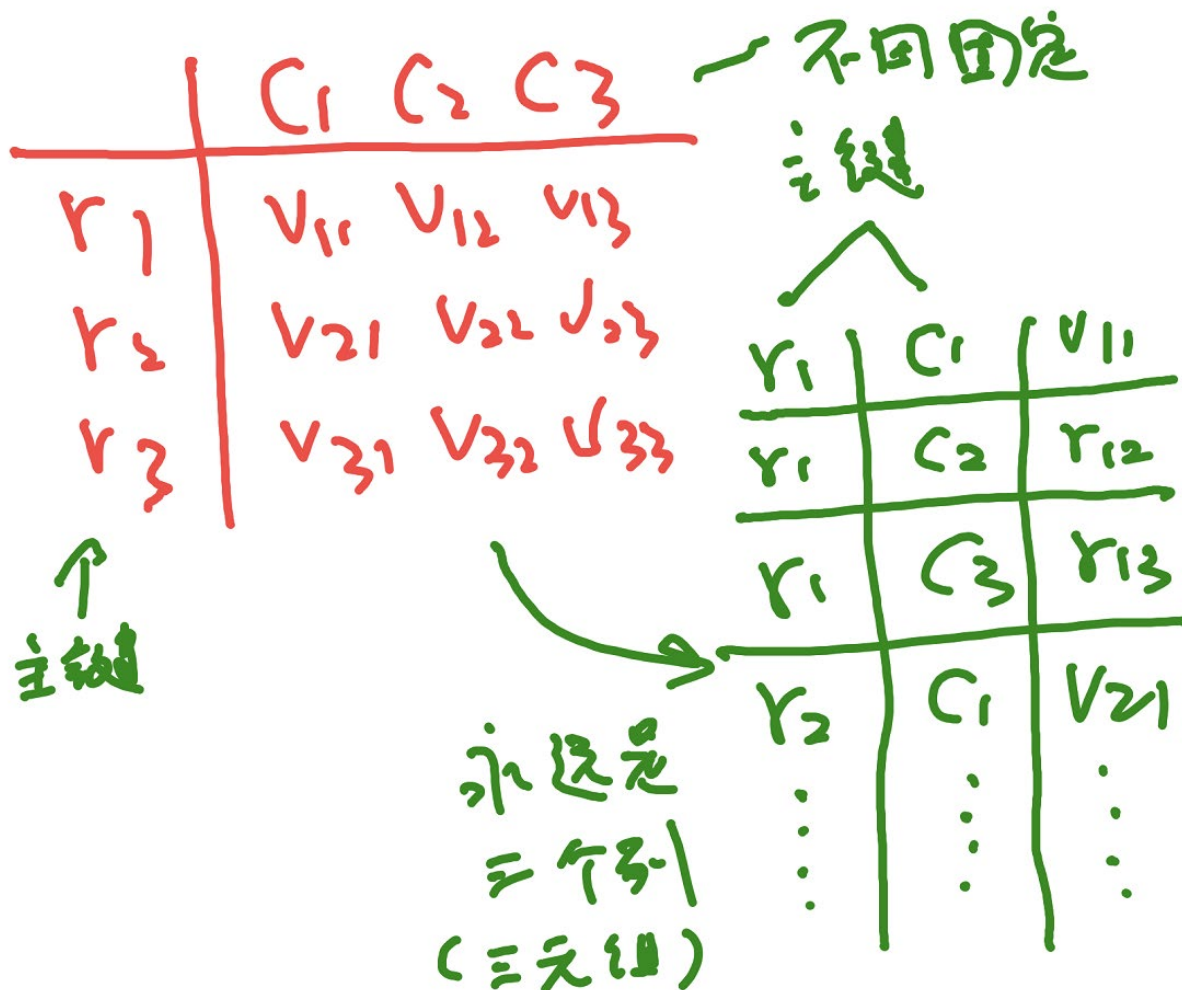 C1 C2 C3
r1 V11 V12 V13
r2 V21 V22 V23
r3 V31 V32 V33
主键
不用固定
主键
r1 C1 V11
r1 C2 r12
r1 C3 r13
r2 C1 V21
永远是
三个列
(三元组)